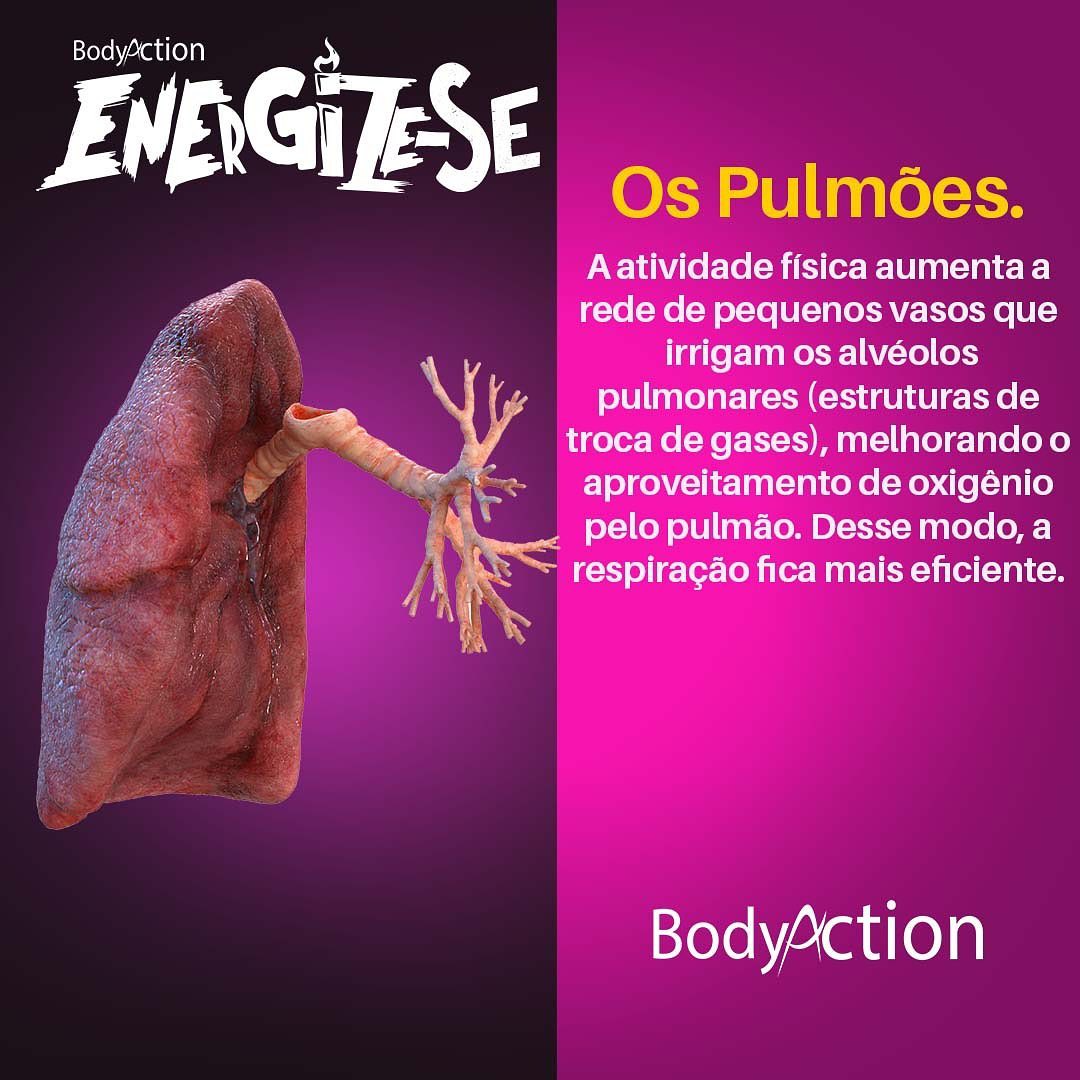 BodyAction
ENERGIZE-SE
Os Pulmões.
A atividade física aumenta a
rede de pequenos vasos que
irrigam os alvéolos
pulmonares (estruturas de
troca de gases), melhorando o
aproveitamento de oxigênio
pelo pulmão. Desse modo, a
respiração fica mais eficiente.
BodyAction